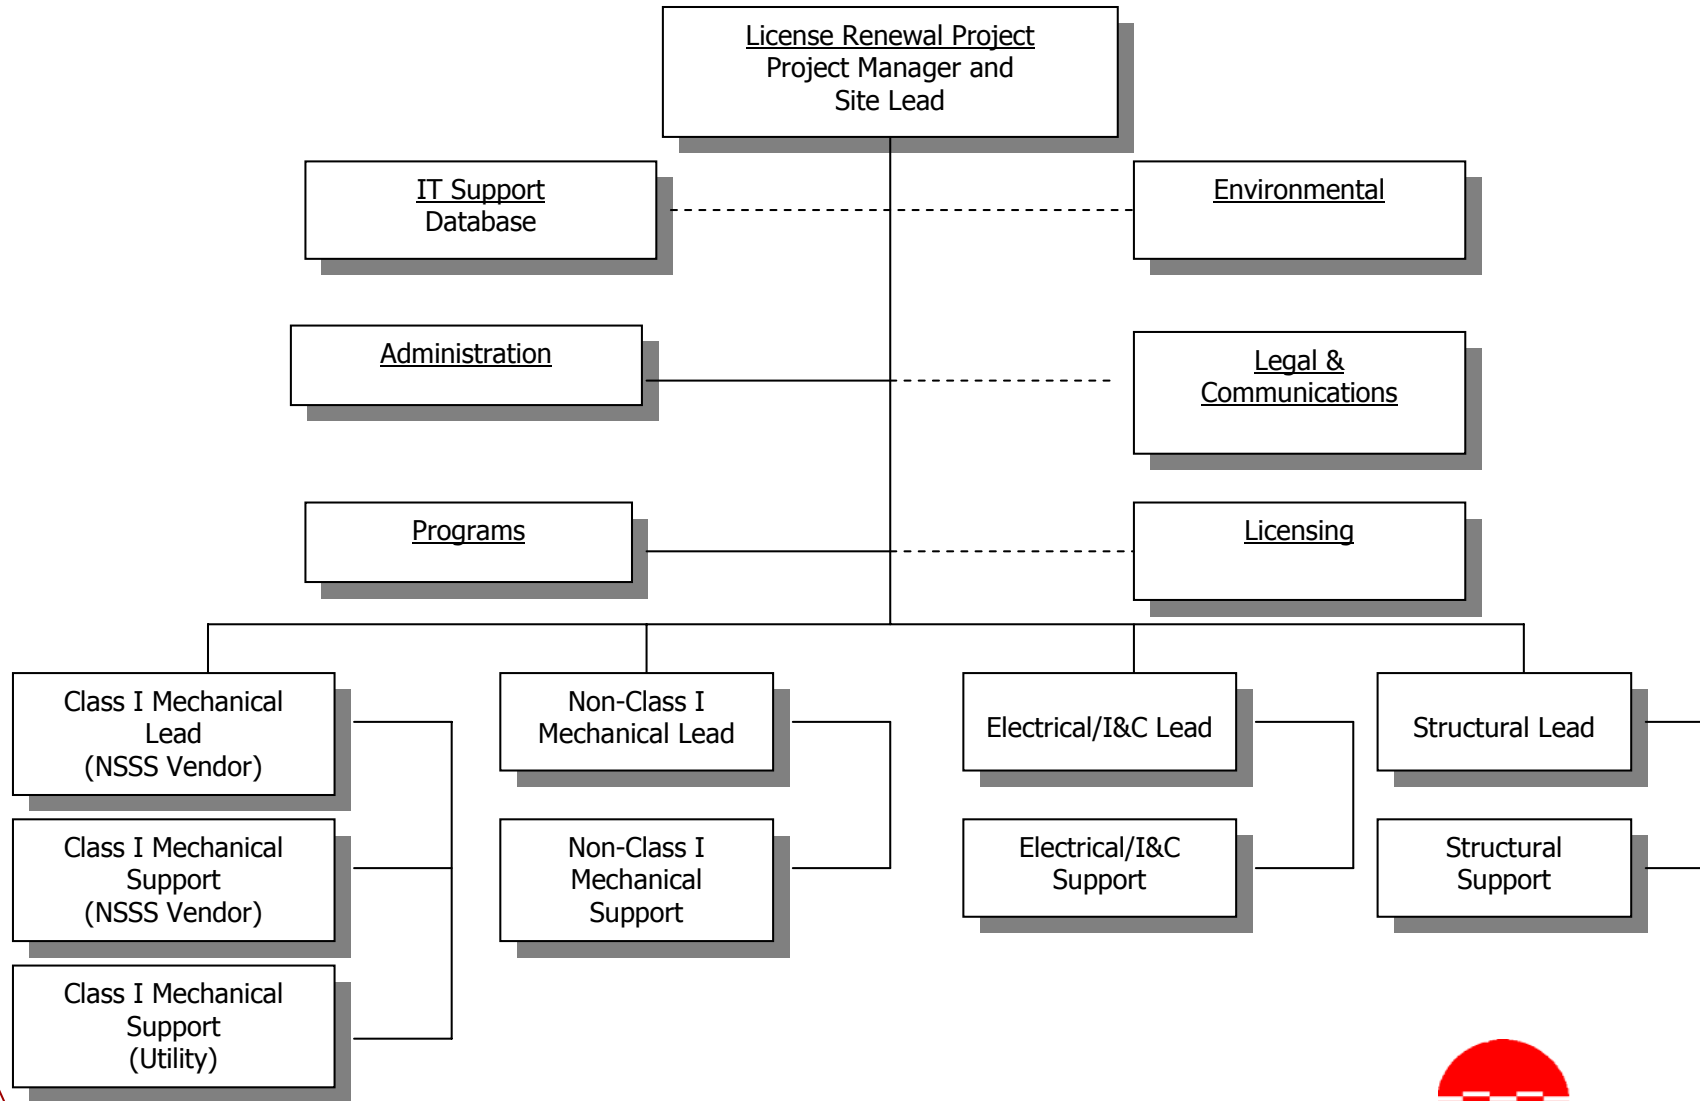 License Renewal Project
Project Manager and
Site Lead
IT Support
Database
Environmental
Administration
Legal &
Communications
Programs
Licensing
Class I Mechanical
Lead
(NSSS Vendor)
Non-Class I
Mechanical Lead
Electrical/I&C Lead
Structural Lead
Class I Mechanical
Support
(NSSS Vendor)
Non-Class I
Mechanical
Support
Electrical/I&C
Support
Structural
Support
Class I Mechanical
Support
(Utility)